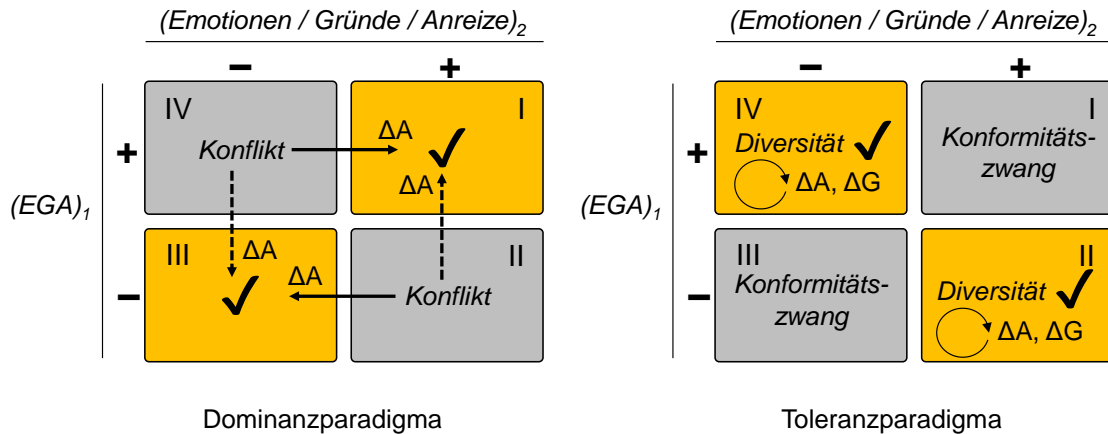 (Emotionen / Gründe / Anreize)2
− +
(EGA)1
+
−
IV
Konflikt
ΔA
I
ΔA
III
ΔA
ΔA
II
Konflikt
Dominanzparadigma
(Emotionen / Gründe / Anreize)2
− +
(EGA)1
+
−
IV
Diversität
ΔA, ΔG
I
Konformitäts-
zwang
III
Konformitäts-
zwang
II
Diversität
ΔA, ΔG
Toleranzparadigma